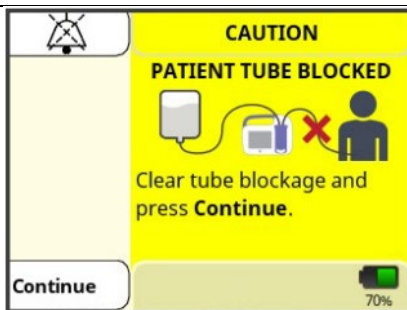 CAUTION
PATIENT TUBE BLOCKED
Clear tube blockage and
press Continue.
Continue
70%